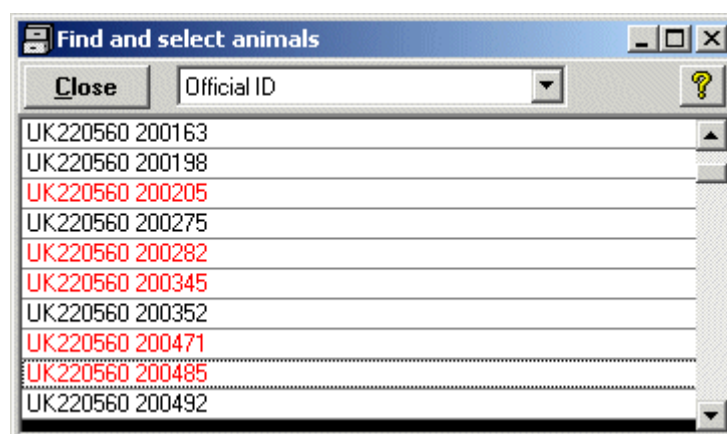 Find and select animals
Close
Official ID
?
UK220560 200163
UK220560 200198
UK220560 200205
UK220560 200275
UK220560 200282
UK220560 200345
UK220560 200352
UK220560 200471
UK220560 200485
UK220560 200492